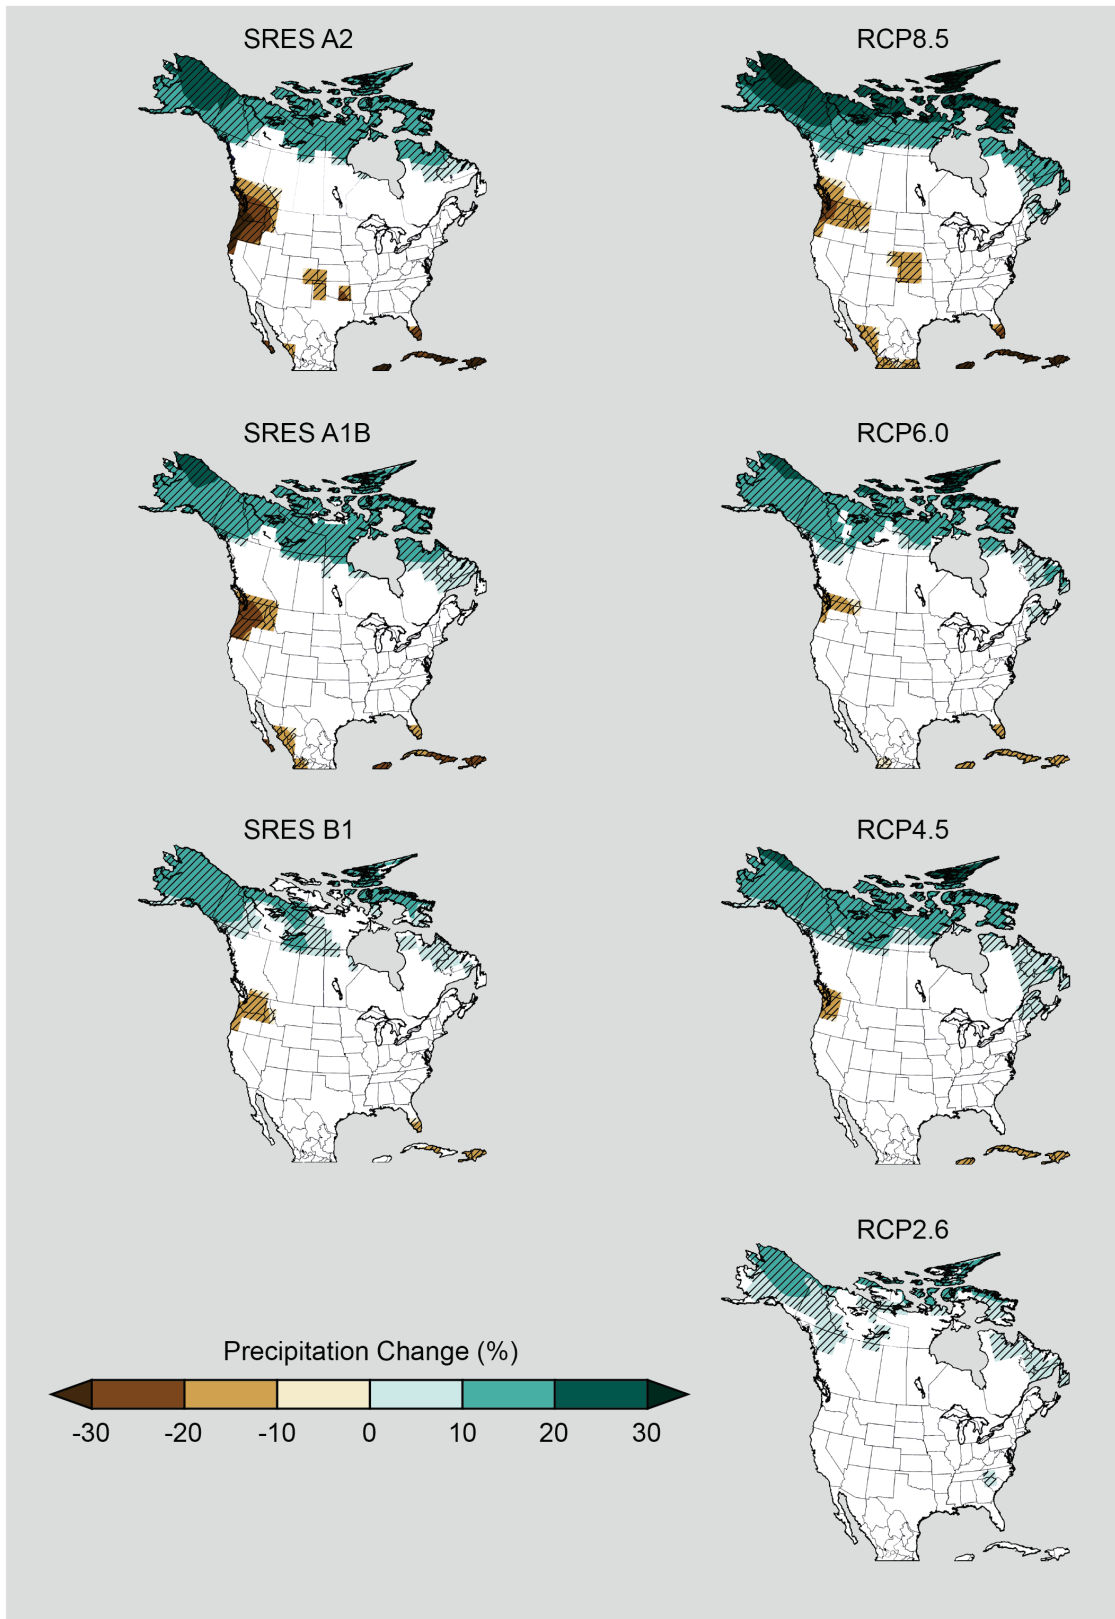 SRES A2
RCP8.5
SRES A1B
RCP6.0
SRES B1
RCP4.5
RCP2.6
Precipitation Change (%)
-30 -20 -10 0 10 20 30